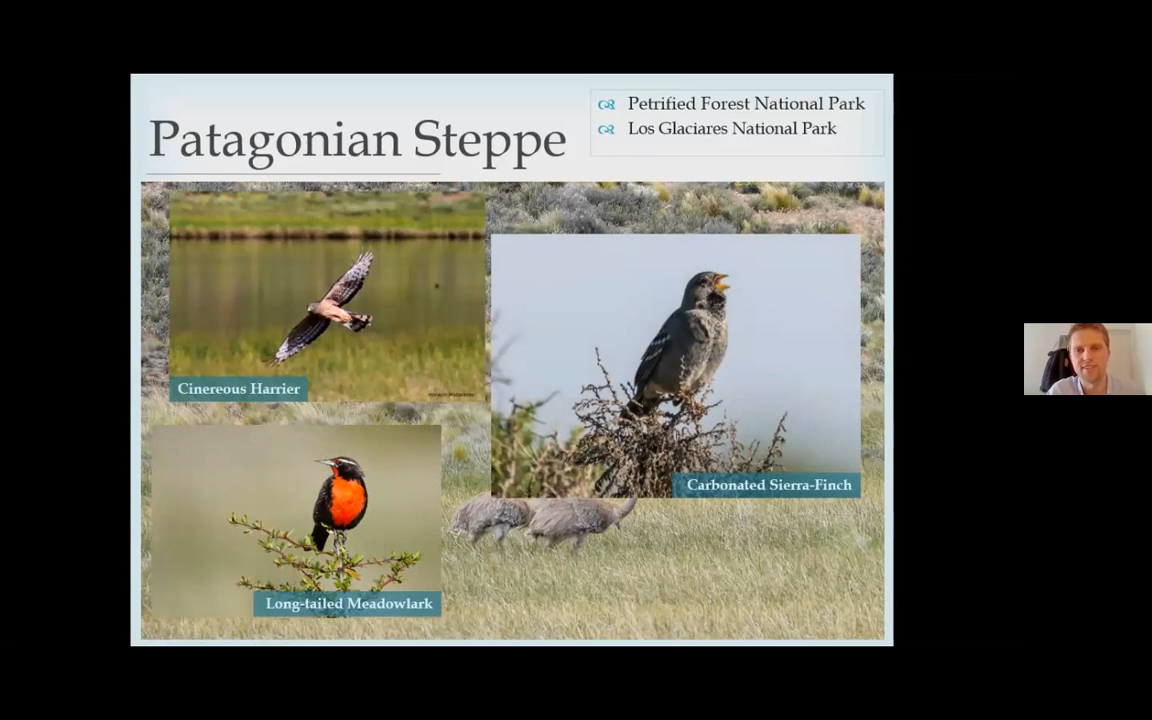 Patagonian Steppe
Petrified Forest National Park
Los Glaciares National Park
Cinereous Harrier
Carbonated Sierra-Finch
Long-tailed Meadowlark